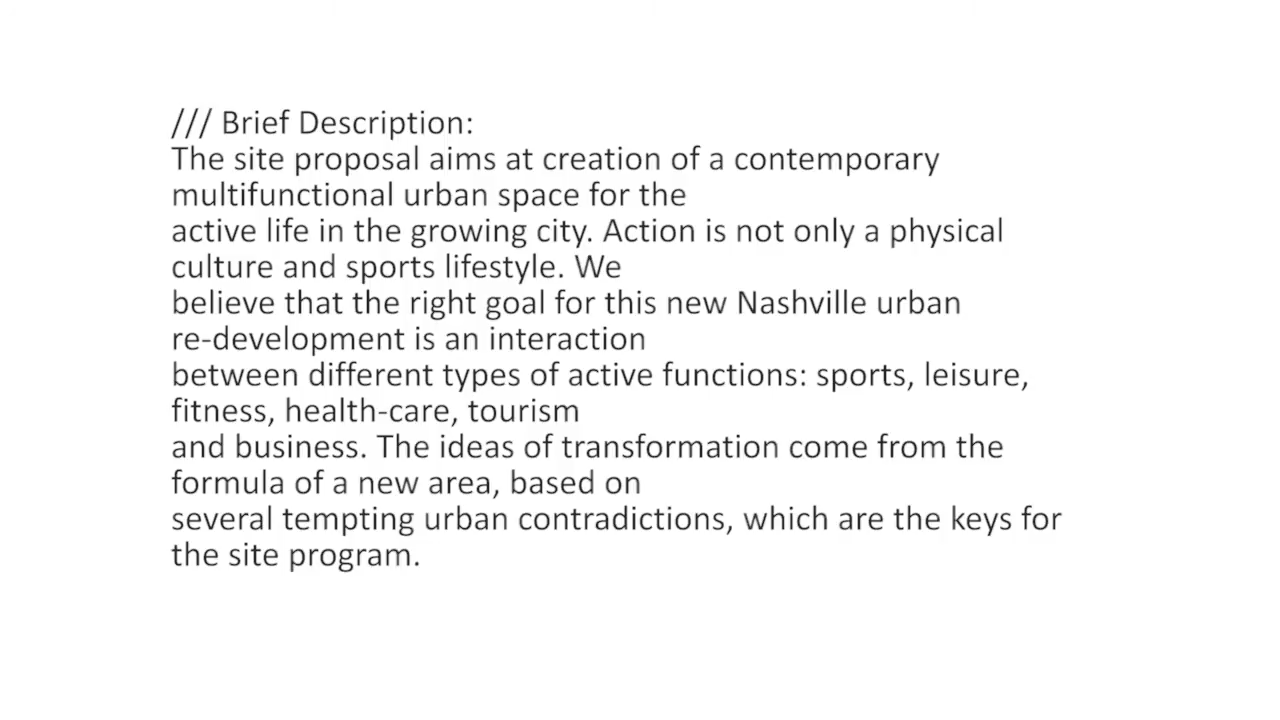 /// Brief Description:
The site proposal aims at creation of a contemporary
multifunctional urban space for the
active life in the growing city. Action is not only a physical
culture and sports lifestyle. We
believe that the right goal for this new Nashville urban
re-development is an interaction
between different types of active functions: sports, leisure,
fitness, health-care, tourism
and business. The ideas of transformation come from the
formula of a new area, based on
several tempting urban contradictions, which are the keys for
the site program.